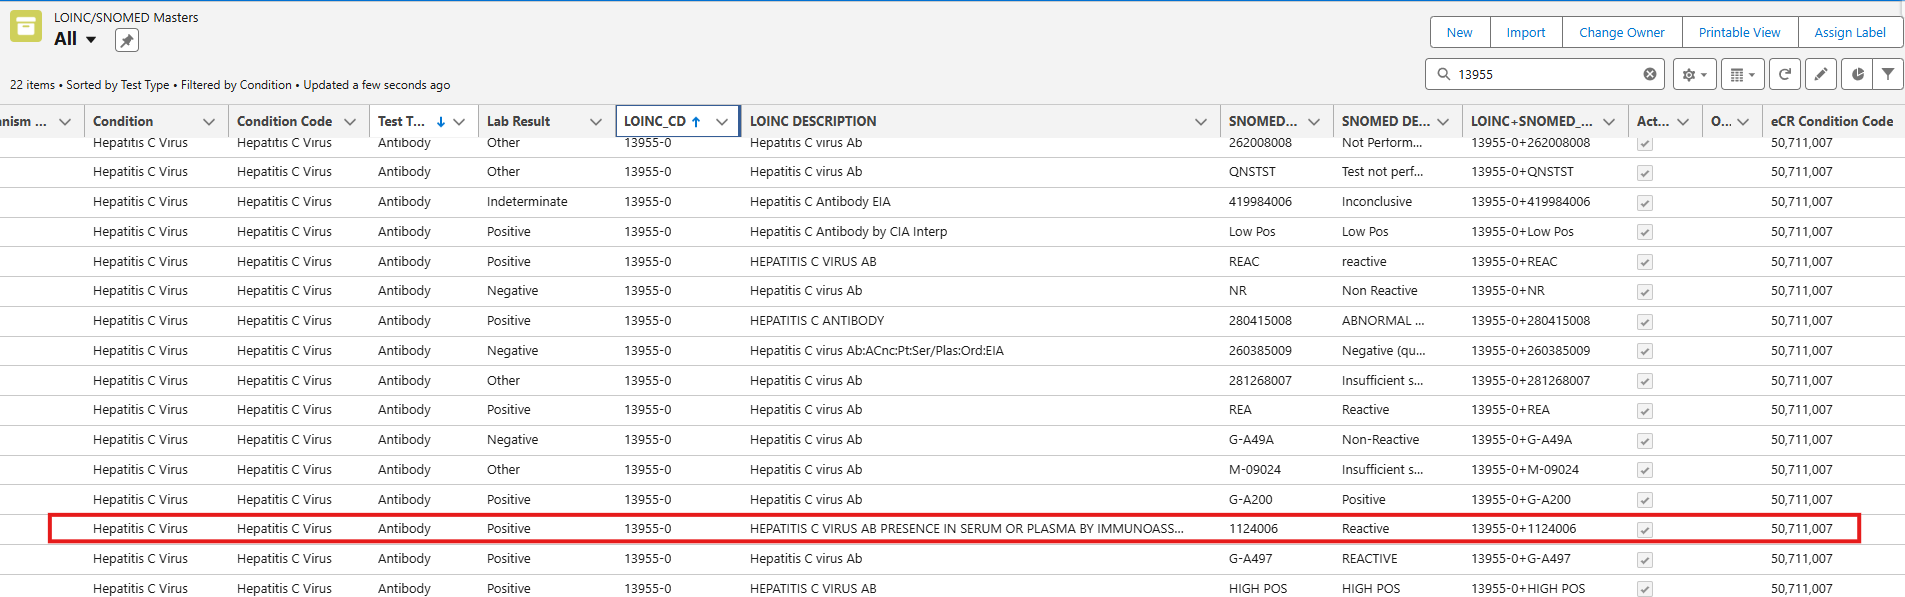 LOINC/SNOMED Masters
All
New Import Change Owner Printable View Assign Label
13955
22 items • Sorted by Test Type • Filtered by Condition • Updated a few seconds ago
nism ... Condition Condition Code Test T... Lab Result LOINC_CD LOINC DESCRIPTION SNOMED... SNOMED DE... LOINC+SNOMED_... Act... O... eCR Condition Code
Hepatitis C Virus Hepatitis C Virus Antibody Other 13955-0 Hepatitis C virus Ab 262008008 Not Perform... 13955-0+262008008 50,711,007
Hepatitis C Virus Hepatitis C Virus Antibody Other 13955-0 Hepatitis C virus Ab QNSTST Test not perf... 13955-0+QNSTST 50,711,007
Hepatitis C Virus Hepatitis C Virus Antibody Indeterminate 13955-0 Hepatitis C Antibody EIA 419984006 Inconclusive 13955-0+419984006 50,711,007
Hepatitis C Virus Hepatitis C Virus Antibody Positive 13955-0 Hepatitis C Antibody by CIA Interp Low Pos Low Pos 13955-0+Low Pos 50,711,007
Hepatitis C Virus Hepatitis C Virus Antibody Positive 13955-0 HEPATITIS C VIRUS AB REAC reactive 13955-0+REAC 50,711,007
Hepatitis C Virus Hepatitis C Virus Antibody Negative 13955-0 Hepatitis C virus Ab NR Non Reactive 13955-0+NR 50,711,007
Hepatitis C Virus Hepatitis C Virus Antibody Positive 13955-0 HEPATITIS C ANTIBODY 280415008 ABNORMAL ... 13955-0+280415008 50,711,007
Hepatitis C Virus Hepatitis C Virus Antibody Negative 13955-0 Hepatitis C virus Ab:ACnc:Pt:Ser/Plas:Ord:EIA 260385009 Negative (qu... 13955-0+260385009 50,711,007
Hepatitis C Virus Hepatitis C Virus Antibody Other 13955-0 Hepatitis C virus Ab 281268007 Insufficient s... 13955-0+281268007 50,711,007
Hepatitis C Virus Hepatitis C Virus Antibody Positive 13955-0 Hepatitis C virus Ab REA Reactive 13955-0+REA 50,711,007
Hepatitis C Virus Hepatitis C Virus Antibody Negative 13955-0 Hepatitis C virus Ab G-A49A Non-Reactive 13955-0+G-A49A 50,711,007
Hepatitis C Virus Hepatitis C Virus Antibody Other 13955-0 Hepatitis C virus Ab M-09024 Insufficient s... 13955-0+M-09024 50,711,007
Hepatitis C Virus Hepatitis C Virus Antibody Positive 13955-0 Hepatitis C virus Ab G-A200 Positive 13955-0+G-A200 50,711,007
Hepatitis C Virus Hepatitis C Virus Antibody Positive 13955-0 HEPATITIS C VIRUS AB PRESENCE IN SERUM OR PLASMA BY IMMUNOASS... 1124006 Reactive 13955-0+1124006 50,711,007
Hepatitis C Virus Hepatitis C Virus Antibody Positive 13955-0 Hepatitis C virus Ab G-A497 REACTIVE 13955-0+G-A497 50,711,007
Hepatitis C Virus Hepatitis C Virus Antibody Positive 13955-0 HEPATITIS C VIRUS AB HIGH POS HIGH POS 13955-0+HIGH POS 50,711,007